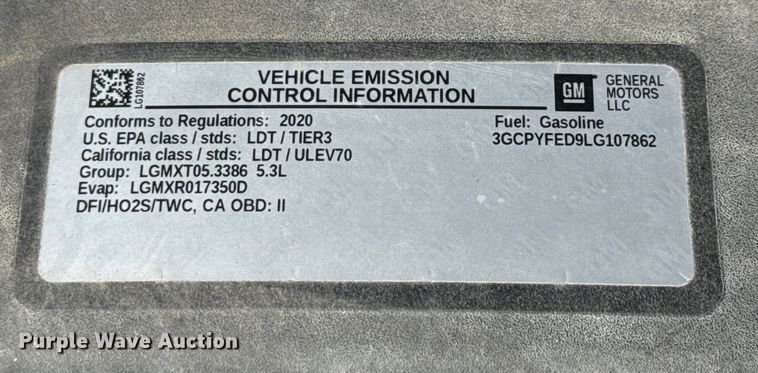 LG107862
VEHICLE EMISSION
CONTROL INFORMATION
GM
GENERAL
MOTORS
LLC
Conforms to Regulations: 2020
Fuel: Gasoline
U.S. EPA class / stds: LDT / TIER3
3GCPYFED9LG107862
California class / stds: LDT / ULEV70
Group: LGMXT05.3386 5.3L
Evap: LGMXR017350D
DFI/HO2S/TWC, CA OBD: II
Purple Wave Auction